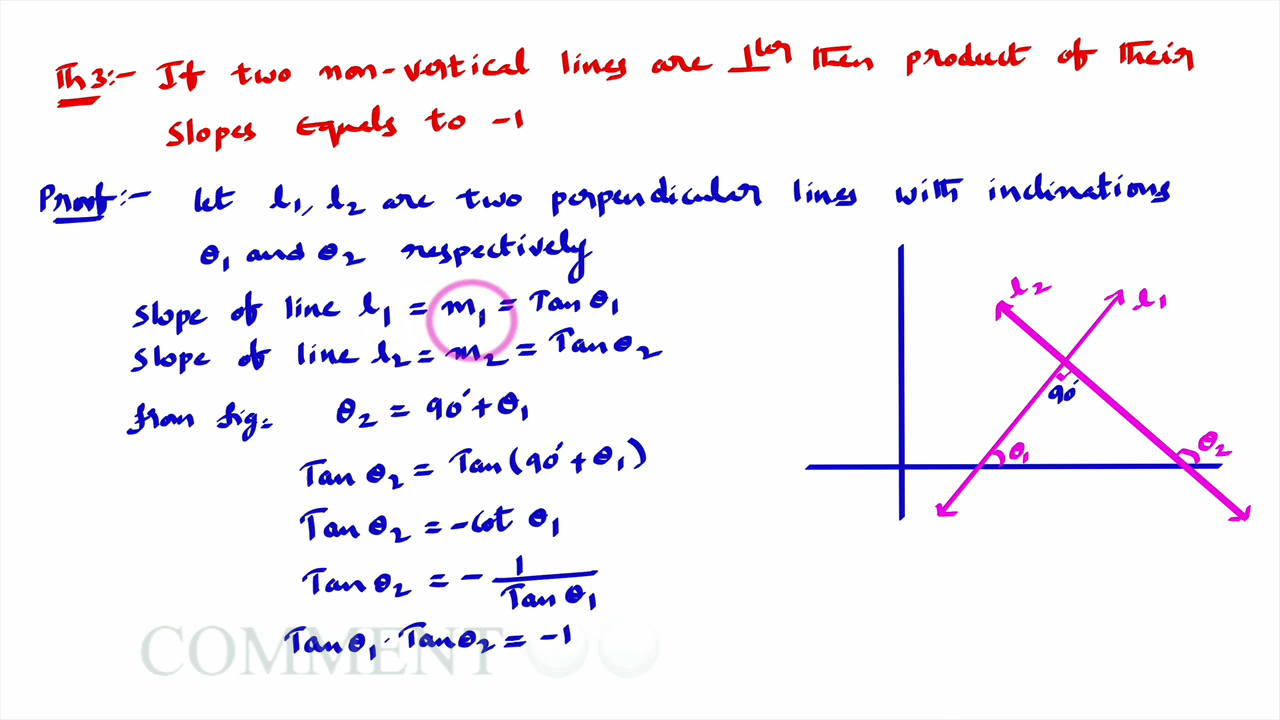 Th 3:- If two non-vertical lines are ⊥lar then product of their
slopes equals to -1
Proof:- let l₁, l₂ are two perpendicular lines with inclinations
θ₁ and θ₂ respectively
slope of line l₁ = m₁ = Tan θ₁
slope of line l₂ = m₂ = Tan θ₂
from fig: θ₂ = 90° + θ₁
Tan θ₂ = Tan(90° + θ₁)
Tan θ₂ = -cot θ₁
Tan θ₂ = - 1/Tan θ₁
Tan θ₁ · Tan θ₂ = -1
COMMENT
l₂
l₁
90°
θ₁
θ₂